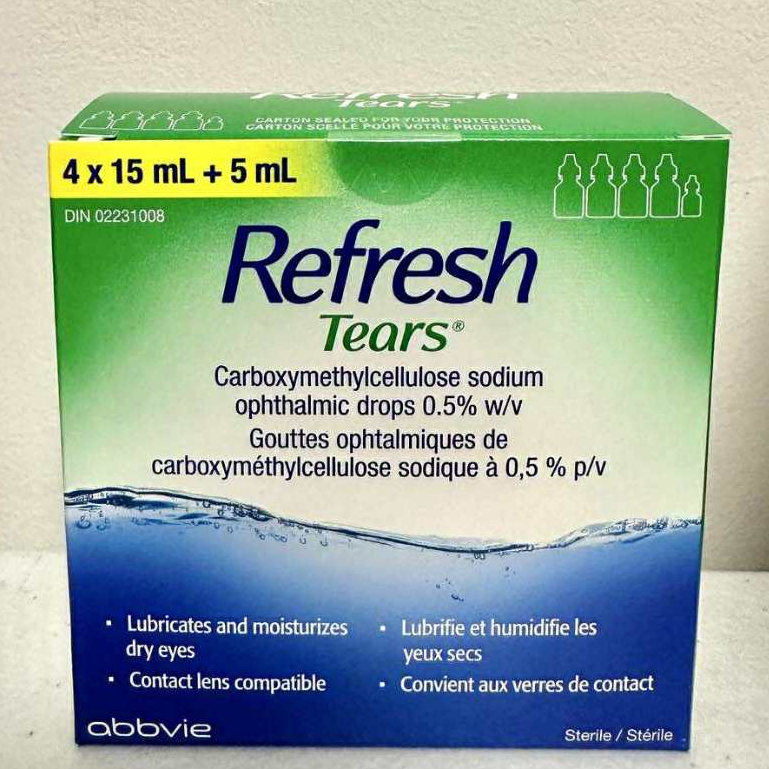 Refresh
Tears
CARTON SEALED FOR YOUR PROTECTION
CARTON SCELLÉ POUR VOTRE PROTECTION
4 x 15 mL + 5 mL
DIN 02231008
Refresh
Tears®
Carboxymethylcellulose sodium
ophthalmic drops 0.5% w/v
Gouttes ophtalmiques de
carboxyméthylcellulose sodique à 0,5 % p/v
• Lubricates and moisturizes
dry eyes
• Contact lens compatible
• Lubrifie et humidifie les
yeux secs
• Convient aux verres de contact
abbvie
Sterile / Stérile